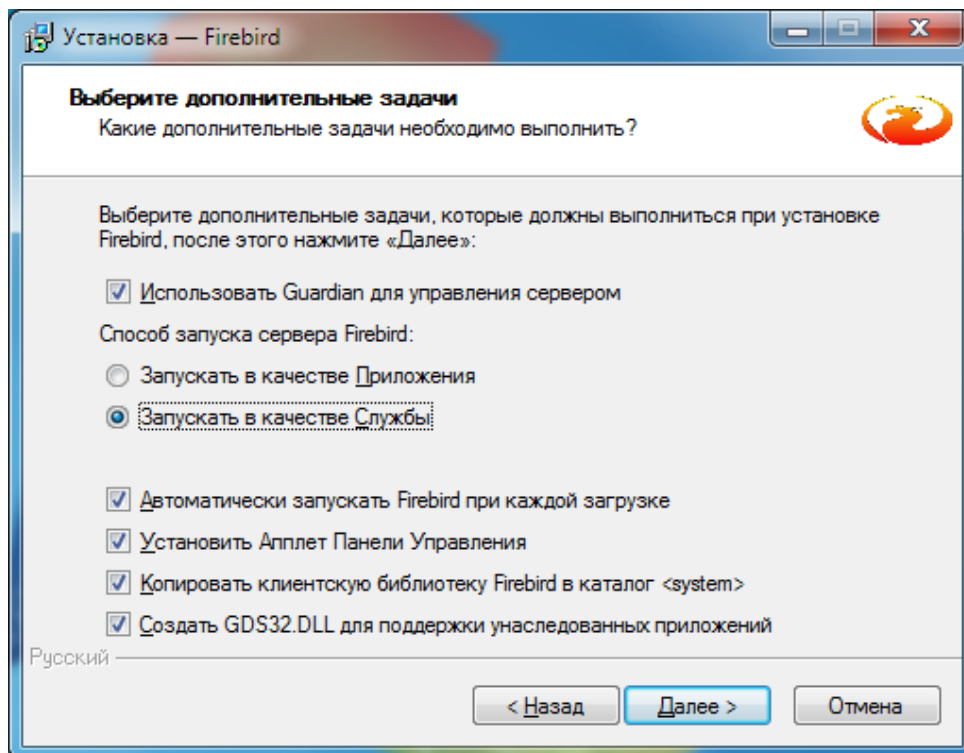 Установка — Firebird
Выберите дополнительные задачи
Какие дополнительные задачи необходимо выполнить?
Выберите дополнительные задачи, которые должны выполниться при установке
Firebird, после этого нажмите «Далее»:
Использовать Guardian для управления сервером
Способ запуска сервера Firebird:
Запускать в качестве Приложения
Запускать в качестве Службы
Автоматически запускать Firebird при каждой загрузке
Установить Апплет Панели Управления
Копировать клиентскую библиотеку Firebird в каталог <system>
Создать GDS32.DLL для поддержки унаследованных приложений
Русский
< Назад
Далее >
Отмена